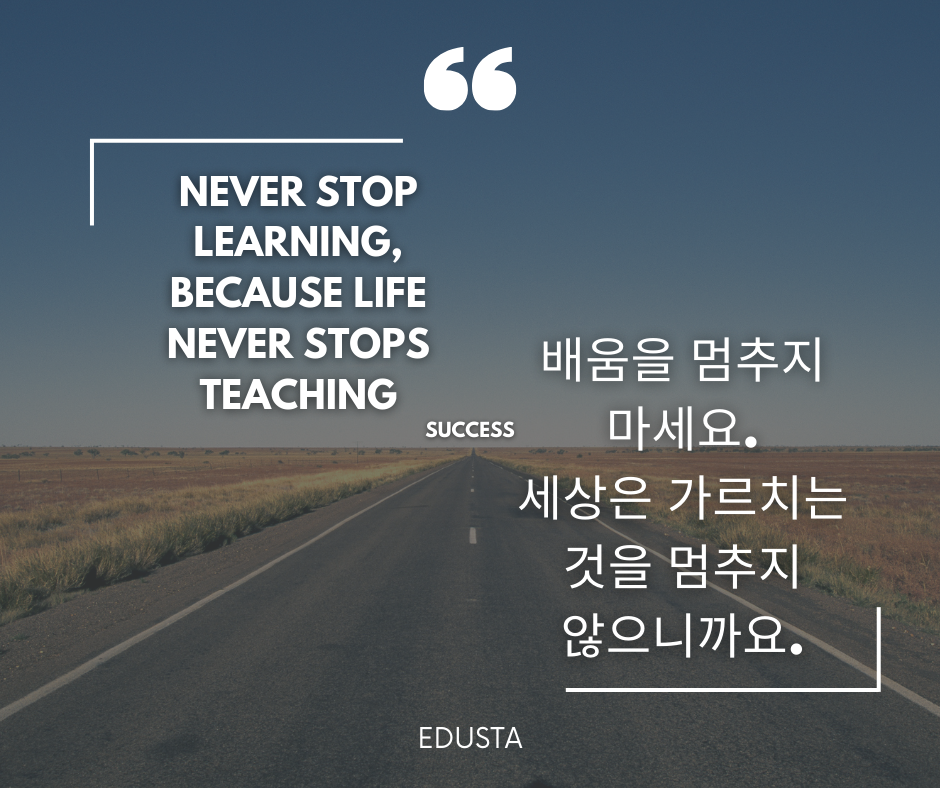 NEVER STOP
LEARNING,
BECAUSE LIFE
NEVER STOPS
TEACHING
SUCCESS
배움을 멈추지
마세요.
세상은 가르치는
것을 멈추지
않으니까요.
EDUSTA